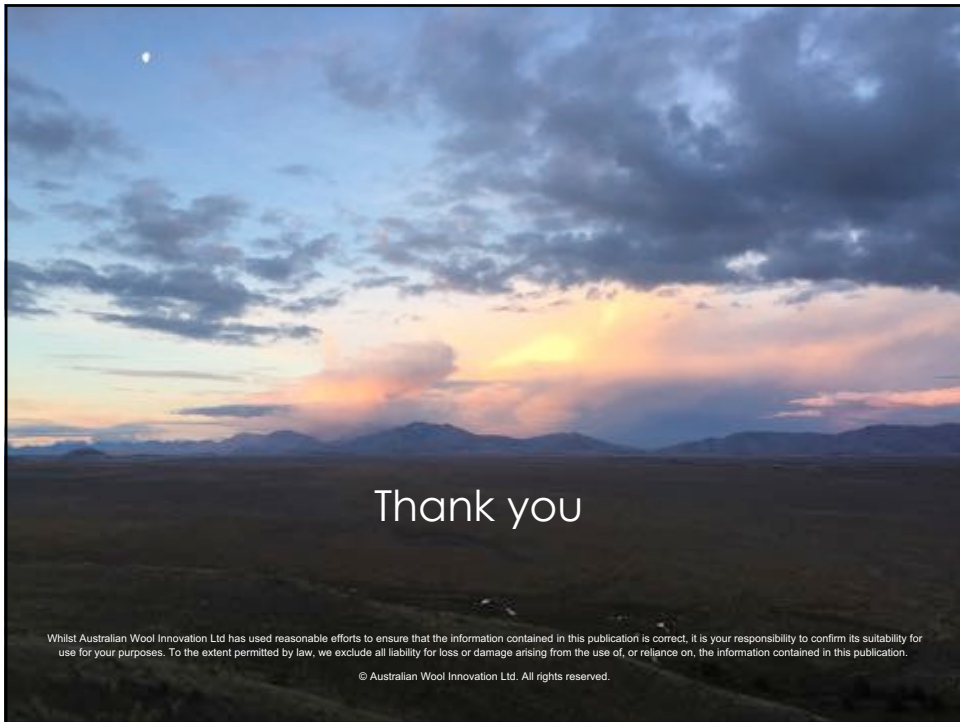 Thank you
Whilst Australian Wool Innovation Ltd has used reasonable efforts to ensure that the information contained in this publication is correct, it is your responsibility to confirm its suitability for
use for your purposes. To the extent permitted by law, we exclude all liability for loss or damage arising from the use of, or reliance on, the information contained in this publication.
© Australian Wool Innovation Ltd. All rights reserved.